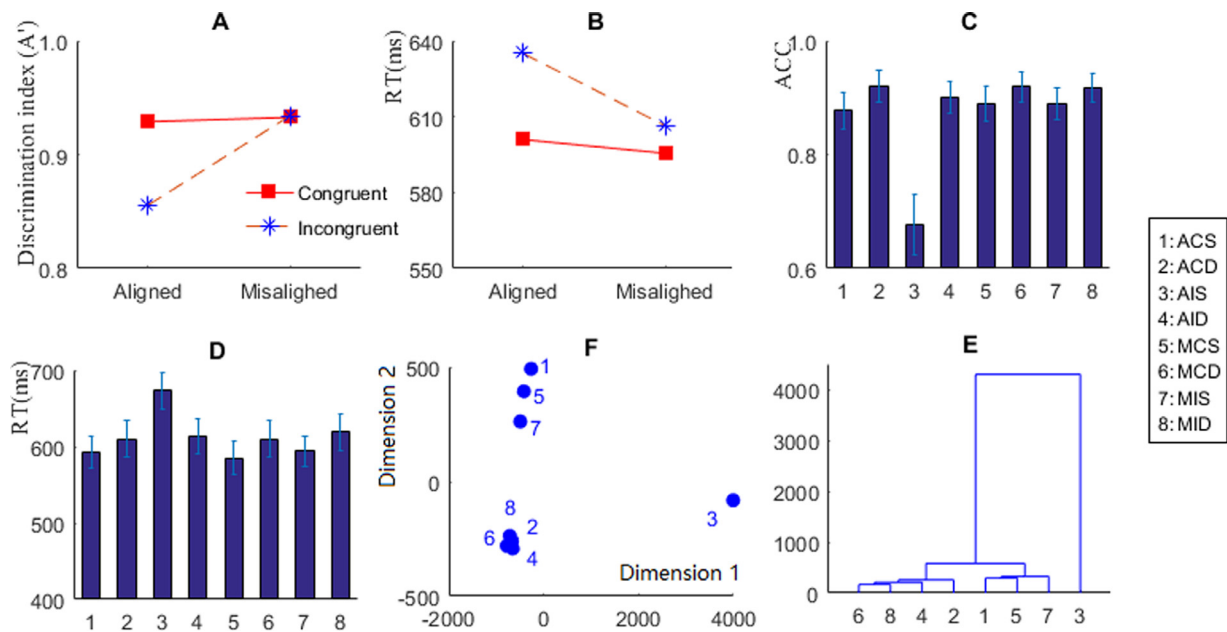 A
Discrimination index (A')
1.0
0.9
0.8
Congruent
Incongruent
Aligned
Misalighed
B
RT(ms)
640
610
580
550
Aligned
Misalighed
C
ACC
1.0
0.8
0.6
1 2 3 4 5 6 7 8
1: ACS
2: ACD
3: AIS
4: AID
5: MCS
6: MCD
7: MIS
8: MID
D
RT(ms)
700
600
500
400
1 2 3 4 5 6 7 8
F
Dimension 2
500
0
-500
1
5
7
8
2
6
4
3
Dimension 1
-2000 0 2000 4000
E
4000
3000
2000
1000
0
6 8 4 2 1 5 7 3